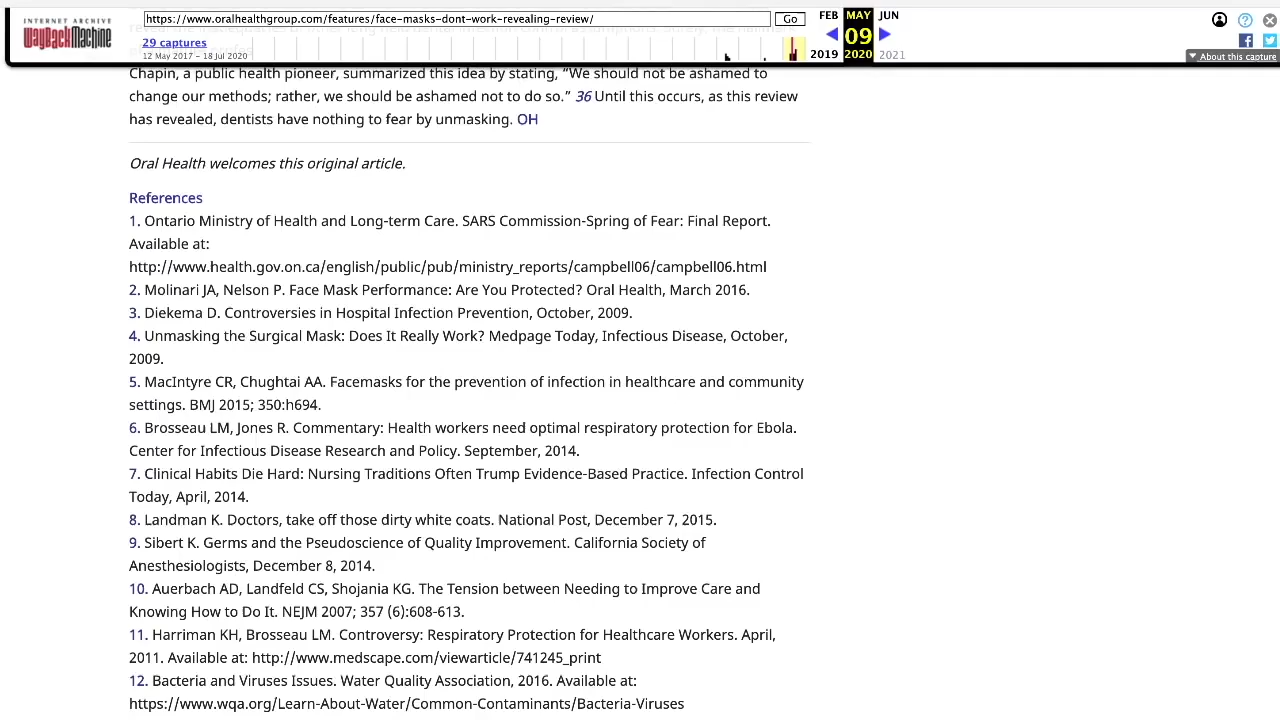 INTERNET ARCHIVE
WayBackMachine
https://www.oralhealthgroup.com/features/face-masks-dont-work-revealing-review/
Go
FEB MAY JUN
09
2019 2020 2021
29 captures
12 May 2017 – 18 Jul 2020
About this capture
Chapin, a public health pioneer, summarized this idea by stating, “We should not be ashamed to
change our methods; rather, we should be ashamed not to do so.” 36 Until this occurs, as this review
has revealed, dentists have nothing to fear by unmasking. OH
Oral Health welcomes this original article.
References
1. Ontario Ministry of Health and Long-term Care. SARS Commission-Spring of Fear: Final Report.
Available at:
http://www.health.gov.on.ca/english/public/pub/ministry_reports/campbell06/campbell06.html
2. Molinari JA, Nelson P. Face Mask Performance: Are You Protected? Oral Health, March 2016.
3. Diekema D. Controversies in Hospital Infection Prevention, October, 2009.
4. Unmasking the Surgical Mask: Does It Really Work? Medpage Today, Infectious Disease, October,
2009.
5. MacIntyre CR, Chughtai AA. Facemasks for the prevention of infection in healthcare and community
settings. BMJ 2015; 350:h694.
6. Brosseau LM, Jones R. Commentary: Health workers need optimal respiratory protection for Ebola.
Center for Infectious Disease Research and Policy. September, 2014.
7. Clinical Habits Die Hard: Nursing Traditions Often Trump Evidence-Based Practice. Infection Control
Today, April, 2014.
8. Landman K. Doctors, take off those dirty white coats. National Post, December 7, 2015.
9. Sibert K. Germs and the Pseudoscience of Quality Improvement. California Society of
Anesthesiologists, December 8, 2014.
10. Auerbach AD, Landfeld CS, Shojania KG. The Tension between Needing to Improve Care and
Knowing How to Do It. NEJM 2007; 357 (6):608-613.
11. Harriman KH, Brosseau LM. Controversy: Respiratory Protection for Healthcare Workers. April,
2011. Available at: http://www.medscape.com/viewarticle/741245_print
12. Bacteria and Viruses Issues. Water Quality Association, 2016. Available at:
https://www.wqa.org/Learn-About-Water/Common-Contaminants/Bacteria-Viruses